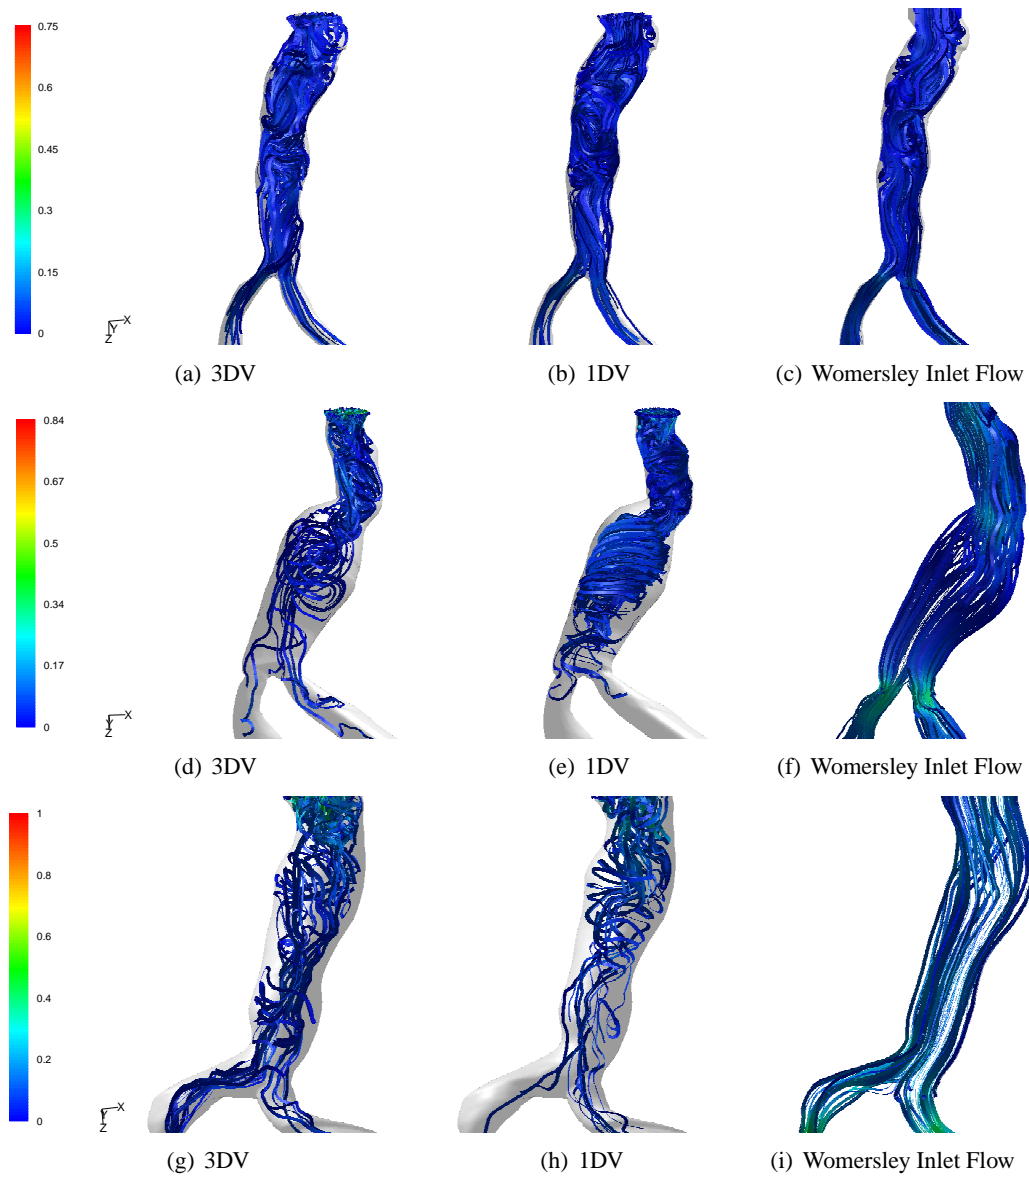 0.75
0.6
0.45
0.3
0.15
0
X
Y
Z
(a) 3DV
(b) 1DV
(c) Womersley Inlet Flow
0.84
0.67
0.5
0.34
0.17
0
X
Y
Z
(d) 3DV
(e) 1DV
(f) Womersley Inlet Flow
1
0.8
0.6
0.4
0.2
0
X
Y
Z
(g) 3DV
(h) 1DV
(i) Womersley Inlet Flow